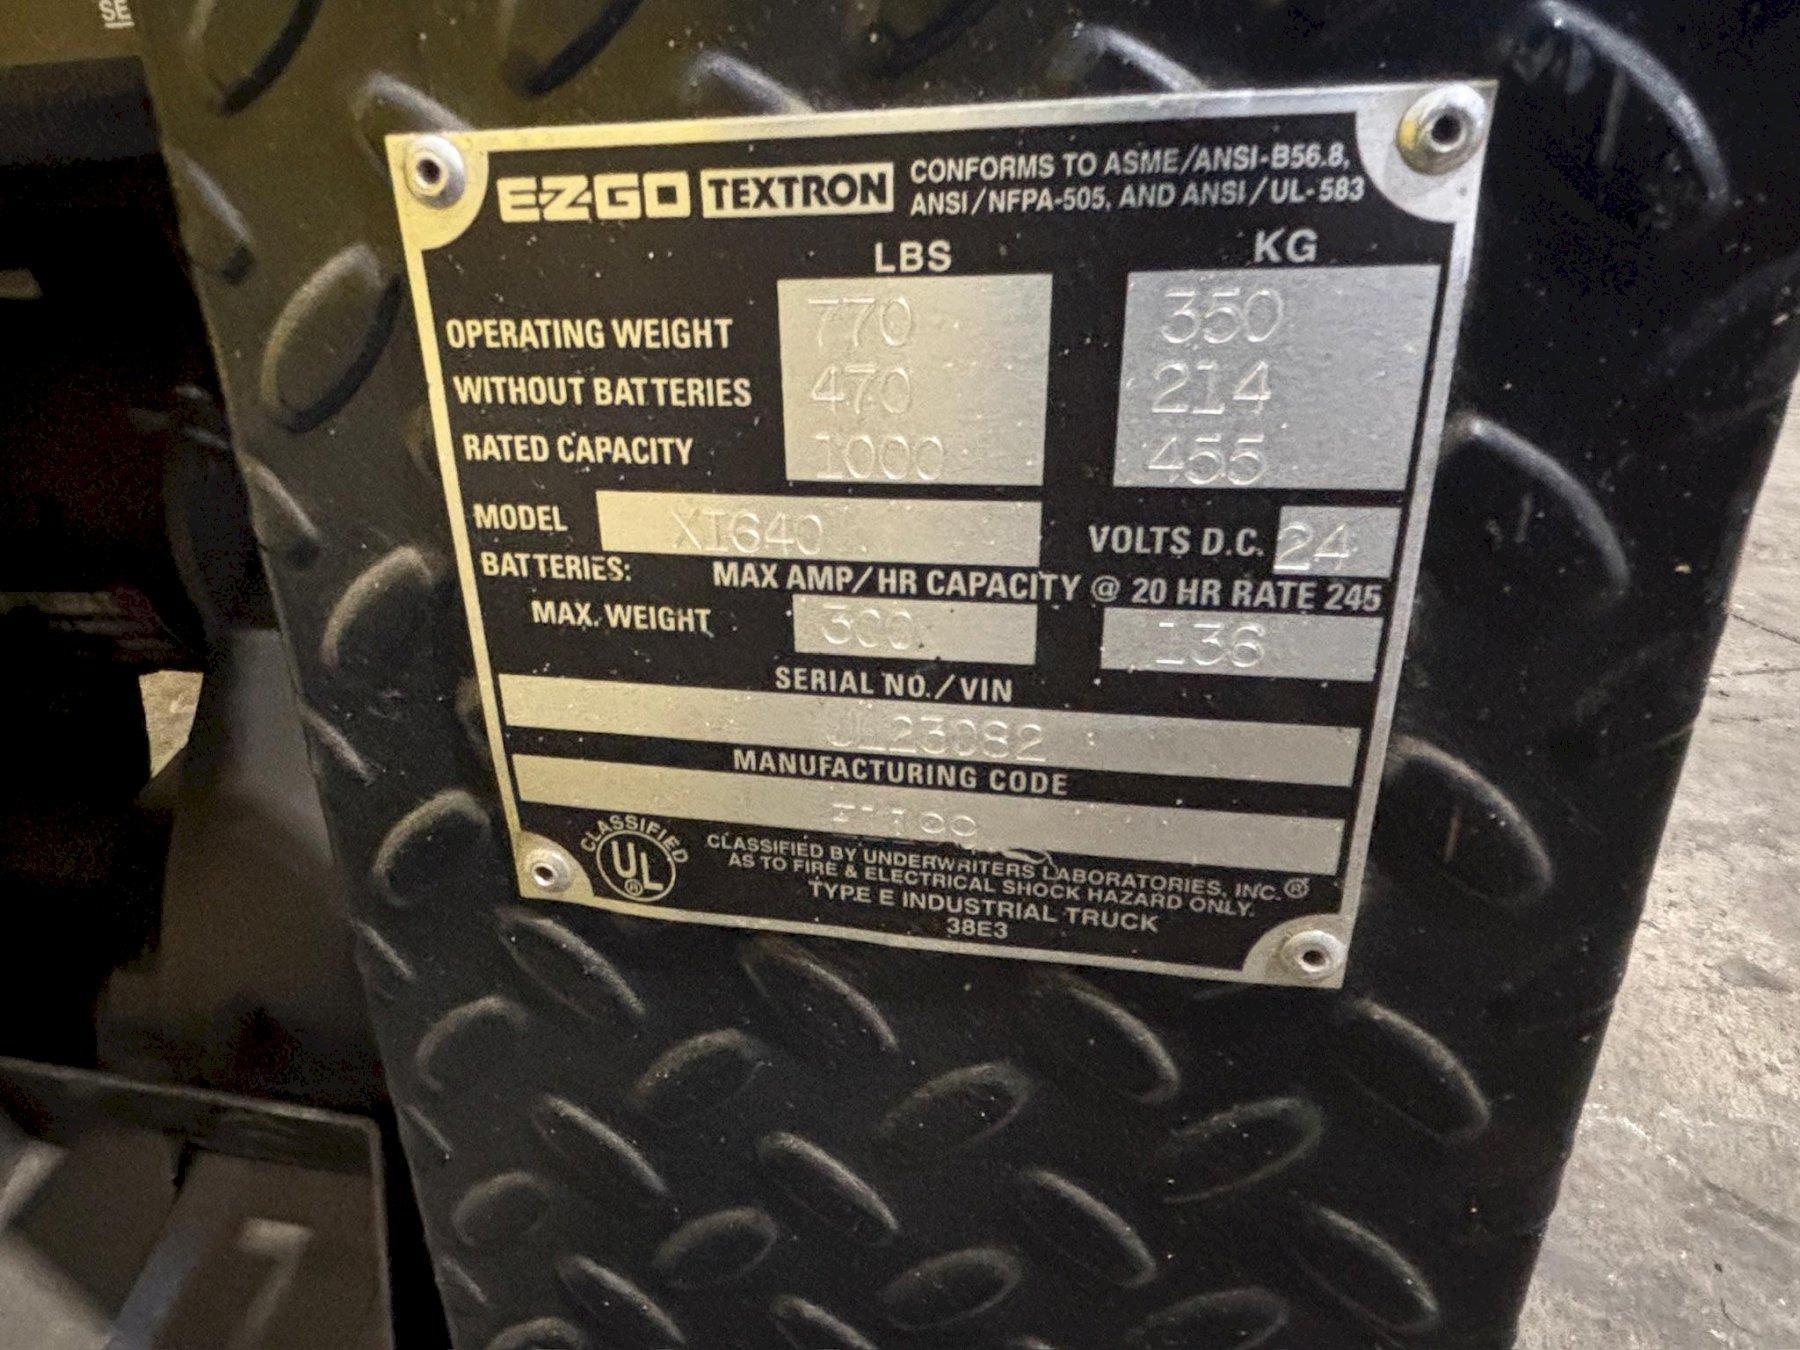 SE
E-Z-GO TEXTRON CONFORMS TO ASME/ANSI-B56.8,
ANSI/NFPA-505, AND ANSI/UL-583
LBS KG
OPERATING WEIGHT 770 350
WITHOUT BATTERIES 470 214
RATED CAPACITY 1000 455
MODEL XI640 VOLTS D.C. 24
BATTERIES: MAX AMP/HR CAPACITY @ 20 HR RATE 245
MAX. WEIGHT 300 136
SERIAL NO./VIN
MANUFACTURING CODE
CLASSIFIED UL ®
CLASSIFIED BY UNDERWRITERS LABORATORIES, INC.®
AS TO FIRE & ELECTRICAL SHOCK HAZARD ONLY.
TYPE E INDUSTRIAL TRUCK
38E3